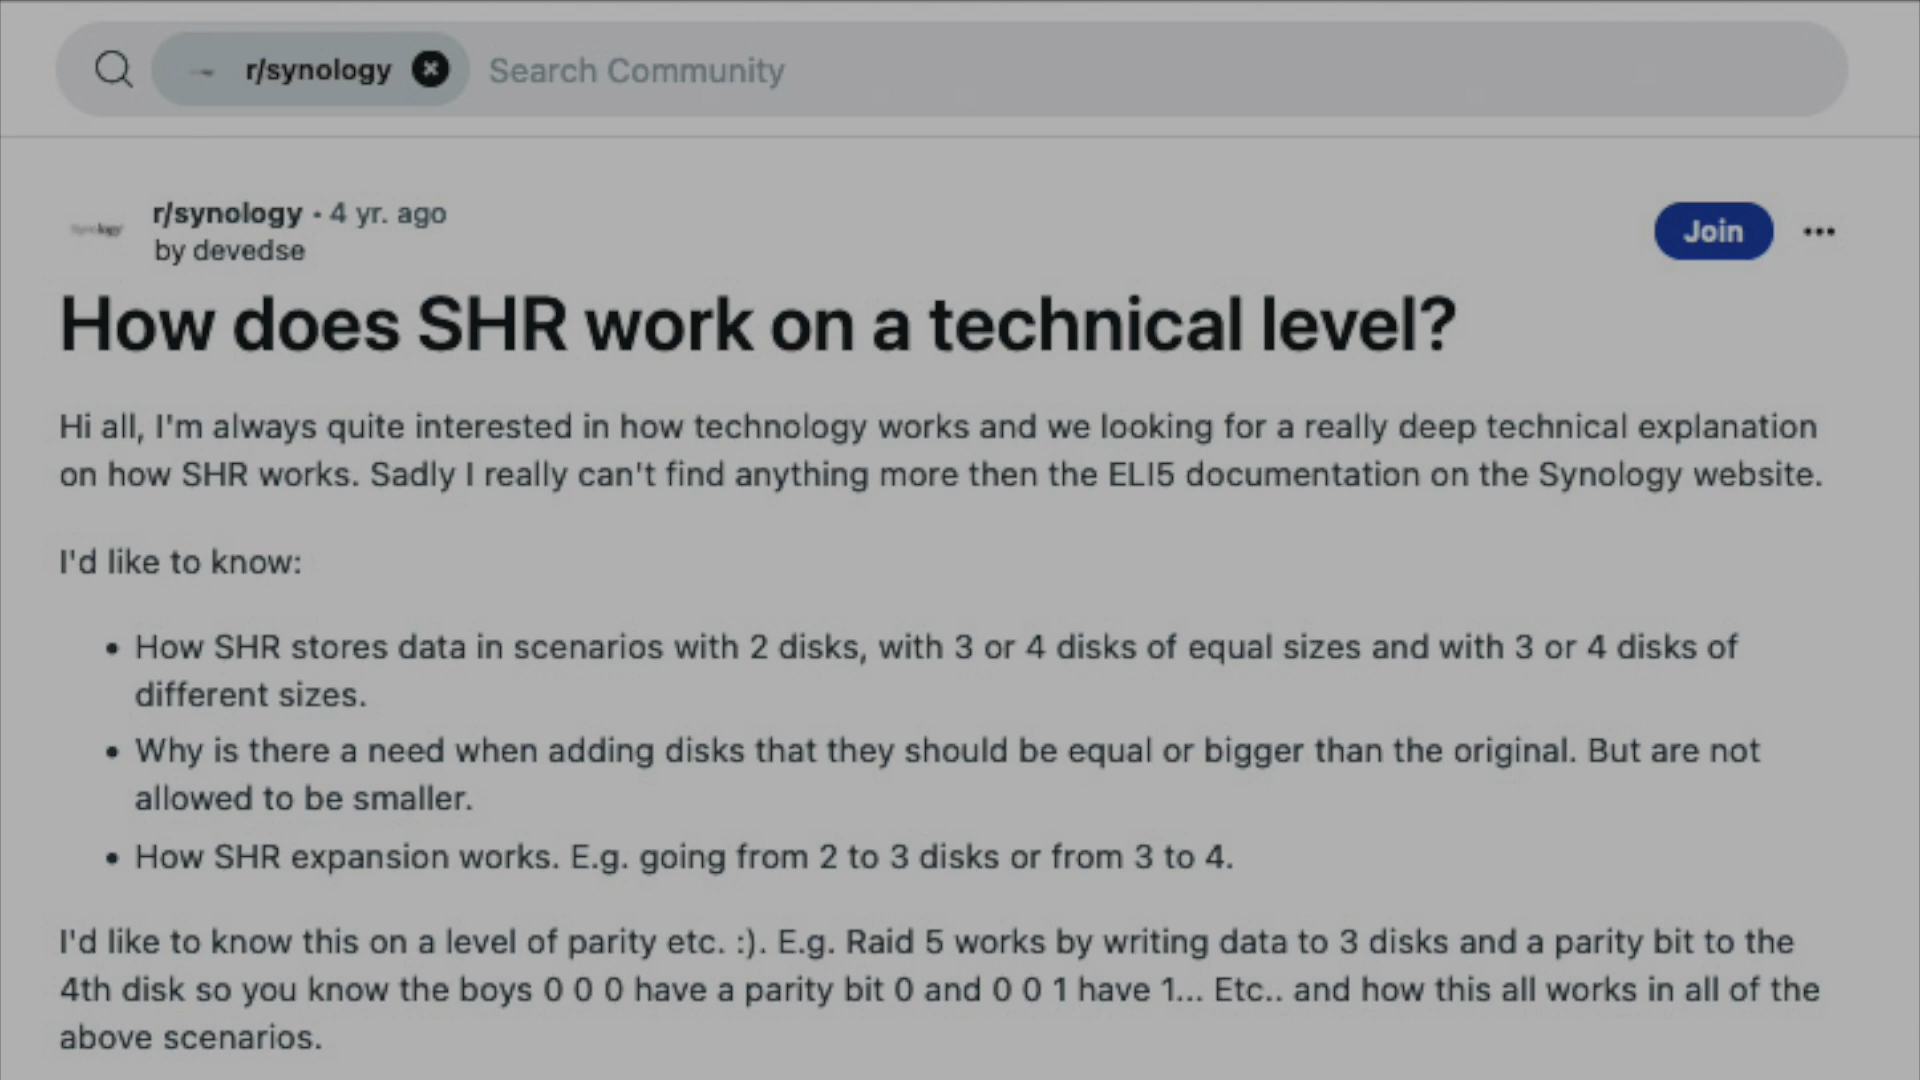 r/synology Search Community
r/synology • 4 yr. ago
by devedse
Join
How does SHR work on a technical level?
Hi all, I'm always quite interested in how technology works and we looking for a really deep technical explanation
on how SHR works. Sadly I really can't find anything more then the ELI5 documentation on the Synology website.
I'd like to know:
• How SHR stores data in scenarios with 2 disks, with 3 or 4 disks of equal sizes and with 3 or 4 disks of
different sizes.
• Why is there a need when adding disks that they should be equal or bigger than the original. But are not
allowed to be smaller.
• How SHR expansion works. E.g. going from 2 to 3 disks or from 3 to 4.
I'd like to know this on a level of parity etc. :). E.g. Raid 5 works by writing data to 3 disks and a parity bit to the
4th disk so you know the boys 0 0 0 have a parity bit 0 and 0 0 1 have 1... Etc.. and how this all works in all of the
above scenarios.